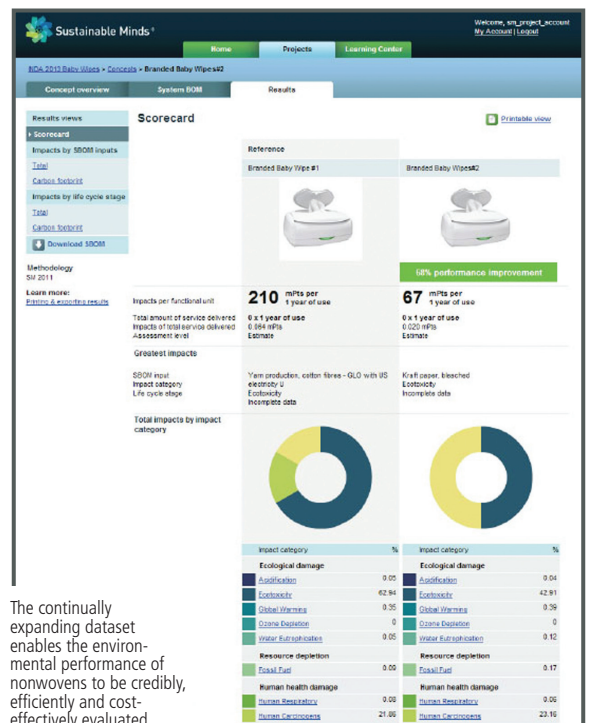 Sustainable Minds®
Welcome, sm_project_account
My Account | Logout
Home Projects Learning Center
INDA 2013 Baby Wipes > Concepts > Branded Baby Wipes#2
Concept overview System BOM Results
Results views
Scorecard
Impacts by SBOM inputs
Total
Carbon footprint
Impacts by life cycle stage
Total
Carbon footprint
Download SBOM
Methodology
SM 2011
Learn more:
Printing & exporting results
Scorecard
Printable view
Reference
Branded Baby Wipe #1 Branded Baby Wipes#2
68% performance improvement
Impacts per functional unit 210 mPts per 1 year of use 67 mPts per 1 year of use
Total amount of service delivered 0 x 1 year of use 0 x 1 year of use
Impacts of total service delivered 0.064 mPts 0.020 mPts
Assessment level Estimate Estimate
Greatest impacts
SBOM input Yarn production, cotton fibres - GLO with US Kraft paper, bleached
electricity U
Impact category Ecotoxicity Ecotoxicity
Life cycle stage Incomplete data Incomplete data
Total impacts by impact
category
Impact category % Impact category %
Ecological damage Ecological damage
Acidification 0.05 Acidification 0.04
Ecotoxicity 62.94 Ecotoxicity 42.91
Global Warming 0.35 Global Warming 0.39
Ozone Depletion 0 Ozone Depletion 0
Water Eutrophication 0.05 Water Eutrophication 0.12
Resource depletion Resource depletion
Fossil Fuel 0.09 Fossil Fuel 0.17
Human health damage Human health damage
Human Respiratory 0.08 Human Respiratory 0.06
Human Carcinogens 21.86 Human Carcinogens 23.16
The continually
expanding dataset
enables the environ-
mental performance of
nonwovens to be credibly,
efficiently and cost-
effectively evaluated